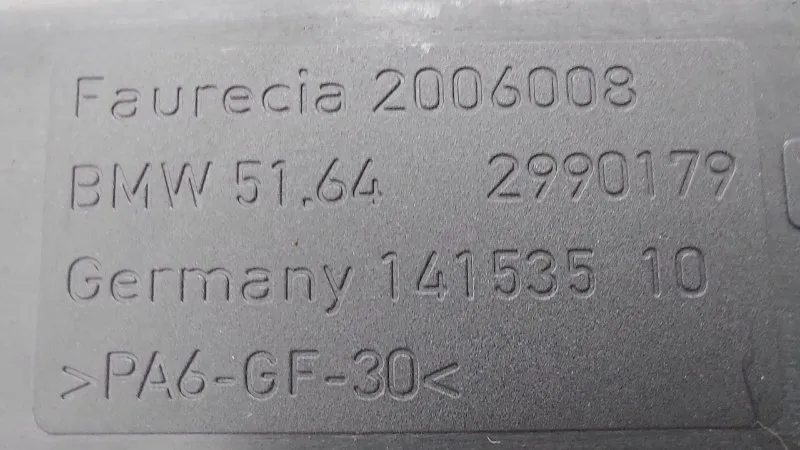 Faurecia 2006008
BMW 51.64 2990179
Germany 141535 10
>PA6-GF-30<